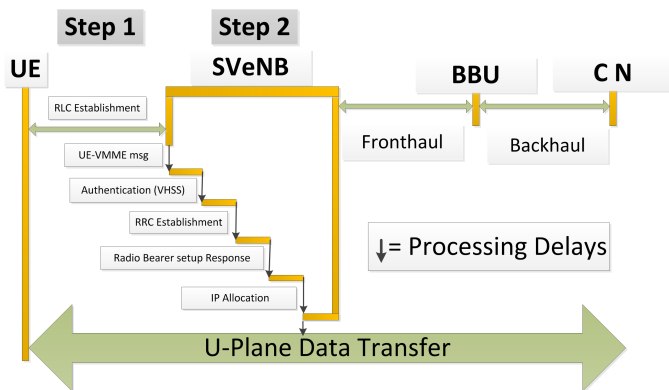 Step 1
Step 2
UE
SVeNB
BBU
C N
RLC Establishment
Fronthaul
Backhaul
UE-VMME msg
Authentication (VHSS)
RRC Establishment
Radio Bearer setup Response
= Processing Delays
IP Allocation
U-Plane Data Transfer